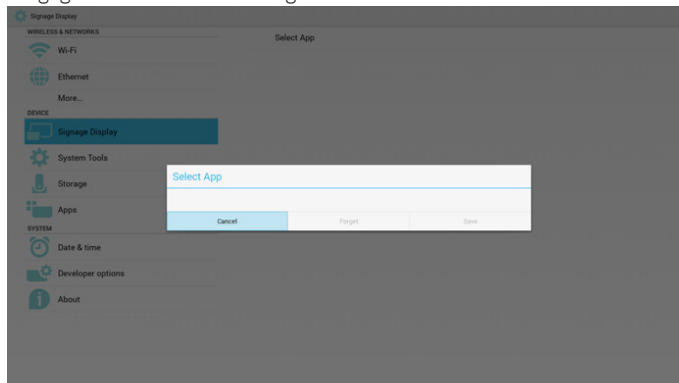 Signage Display
WIRELESS & NETWORKS
Select App
Wi-Fi
Ethernet
More...
DEVICE
Signage Display
System Tools
Storage
Apps
SYSTEM
Date & time
Developer options
About
Select App
Cancel Forget Save